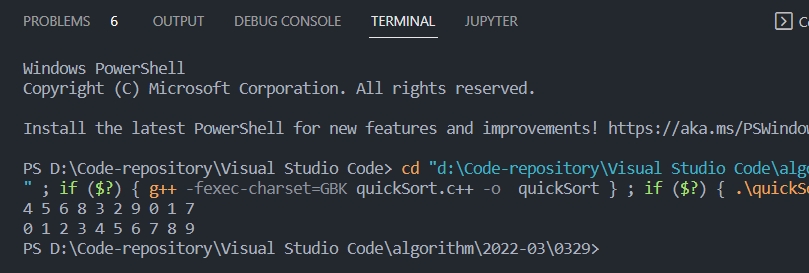 PROBLEMS 6 OUTPUT DEBUG CONSOLE TERMINAL JUPYTER
Windows PowerShell
Copyright (C) Microsoft Corporation. All rights reserved.
Install the latest PowerShell for new features and improvements! https://aka.ms/PSWindow
PS D:\Code-repository\Visual Studio Code> cd "d:\Code-repository\Visual Studio Code\algo
" ; if ($?) { g++ -fexec-charset=GBK quickSort.c++ -o  quickSort } ; if ($?) { .\quickSo
4 5 6 8 3 2 9 0 1 7
0 1 2 3 4 5 6 7 8 9
PS D:\Code-repository\Visual Studio Code\algorithm\2022-03\0329>